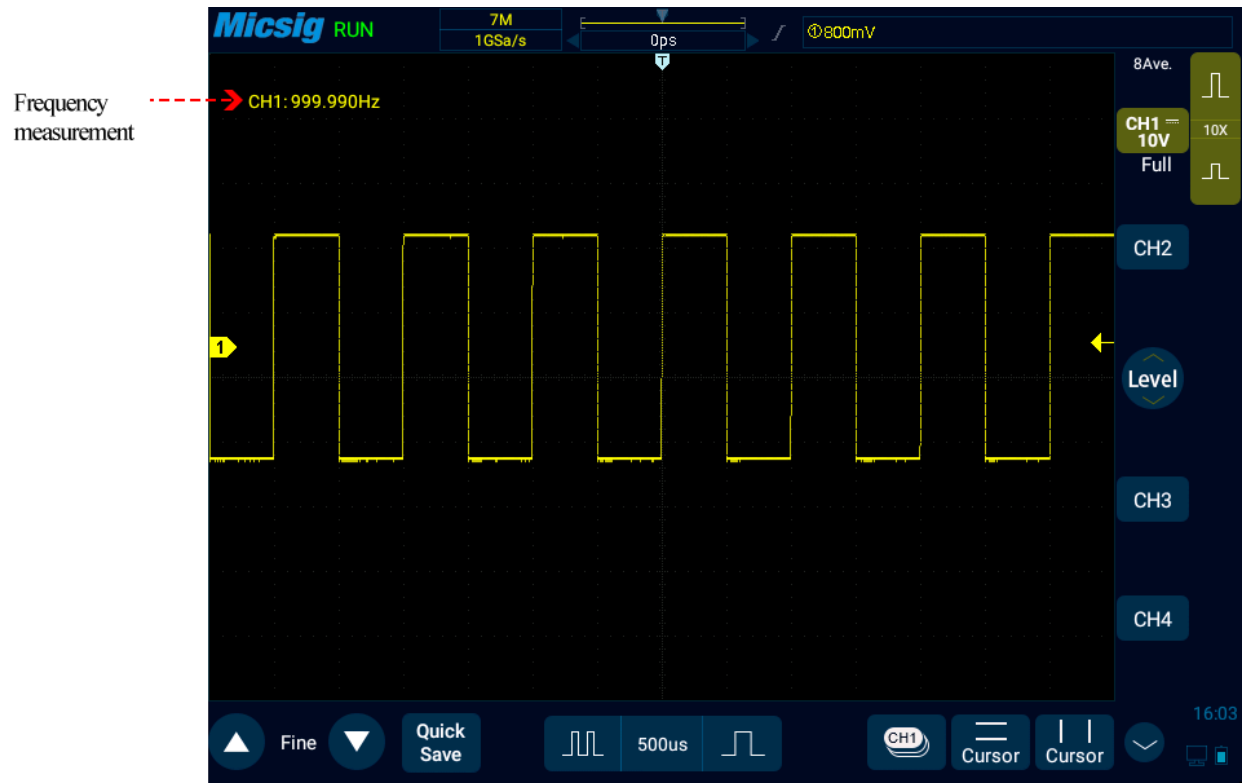 Micsig RUN
7M
1GSa/s
0ps
①800mV
T
8Ave.
Frequency
measurement
CH1:999.990Hz
CH1
10V
10X
Full
CH2
1
Level
CH3
CH4
Fine
Quick
Save
500us
CH1
Cursor
Cursor
16:03